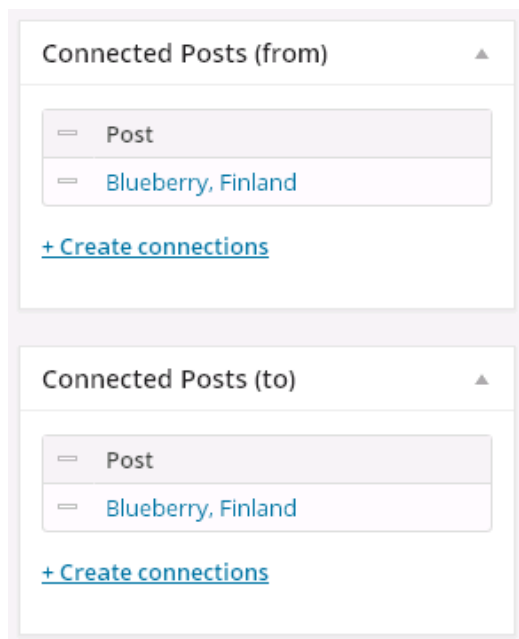 Connected Posts (from)
Post
Blueberry, Finland
+ Create connections
Connected Posts (to)
Post
Blueberry, Finland
+ Create connections